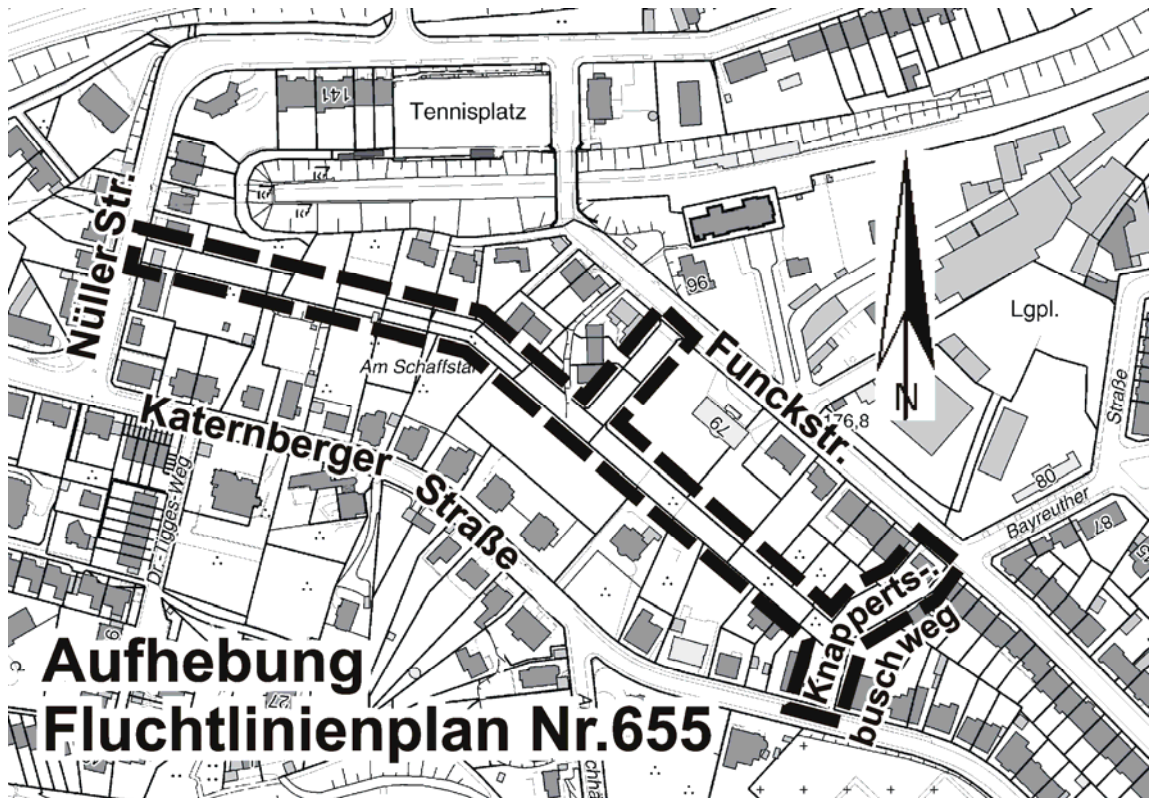 141
Tennisplatz
Nüller Str.
96
Lgpl.
Am Schaffstal
Funckstr.
79
176,8
Straße
Katernberger Straße
80
Bayreuther
87
Dr.-Tigges-Weg
Knapperts-
buschweg
9
27
Aufhebung
Fluchtlinienplan Nr.655